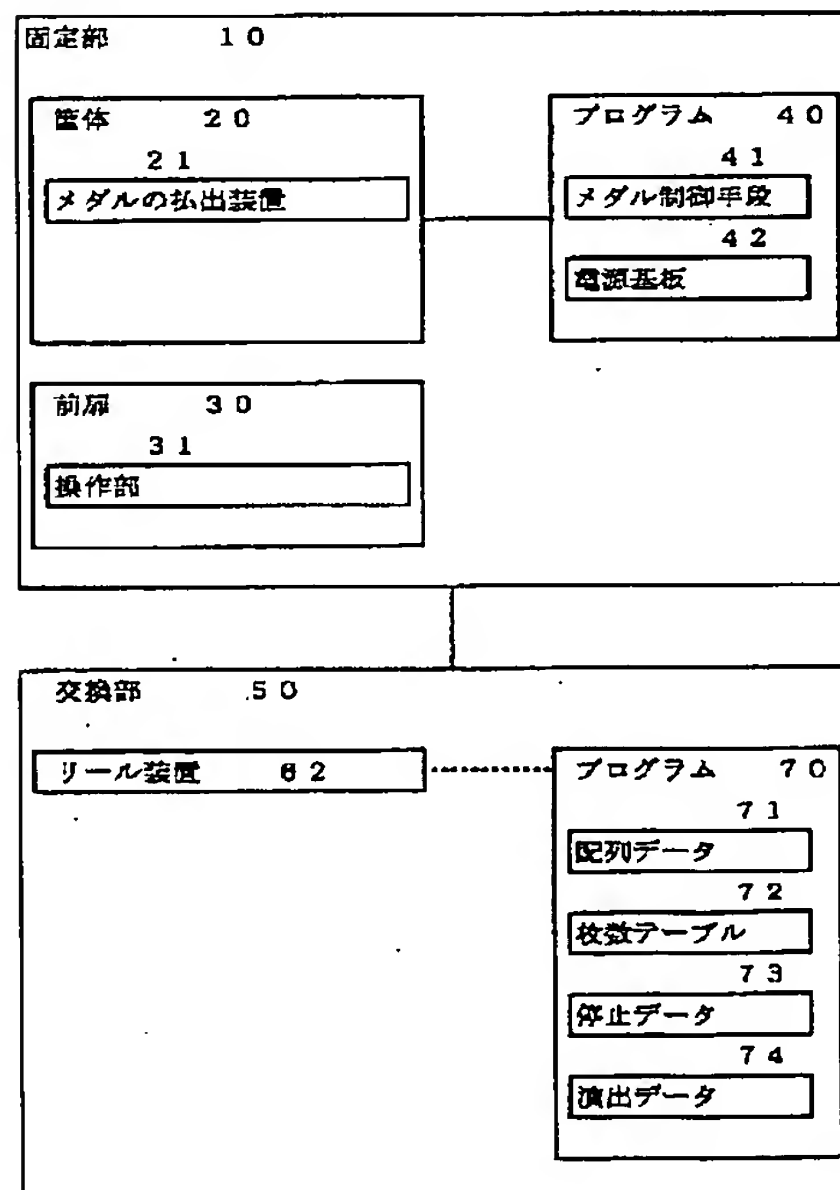 固定部 10
筐体 20
21
メダルの払出装置
プログラム 40
41
メダル制御手段
42
電源基板
前扉 30
31
操作部
交換部 50
リール装置 62
プログラム 70
71
配列データ
72
枚数テーブル
73
停止データ
74
演出データ